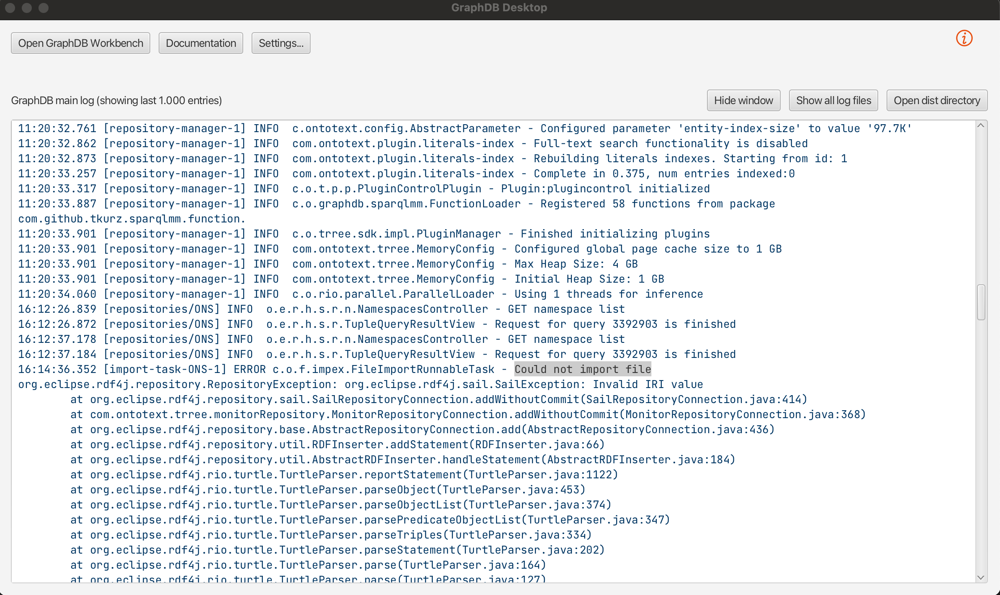 GraphDB Desktop
Open GraphDB Workbench Documentation Settings...
GraphDB main log (showing last 1.000 entries) Hide window Show all log files Open dist directory
11:20:32.761 [repository-manager-1] INFO  c.ontotext.config.AbstractParameter - Configured parameter 'entity-index-size' to value '97.7K'
11:20:32.862 [repository-manager-1] INFO  com.ontotext.plugin.literals-index - Full-text search functionality is disabled
11:20:32.873 [repository-manager-1] INFO  com.ontotext.plugin.literals-index - Rebuilding literals indexes. Starting from id: 1
11:20:33.257 [repository-manager-1] INFO  com.ontotext.plugin.literals-index - Complete in 0.375, num entries indexed:0
11:20:33.317 [repository-manager-1] INFO  c.o.t.p.p.PluginControlPlugin - Plugin:plugincontrol initialized
11:20:33.887 [repository-manager-1] INFO  c.o.graphdb.sparqlmm.FunctionLoader - Registered 58 functions from package
com.github.tkurz.sparqlmm.function.
11:20:33.901 [repository-manager-1] INFO  c.o.trree.sdk.impl.PluginManager - Finished initializing plugins
11:20:33.901 [repository-manager-1] INFO  com.ontotext.trree.MemoryConfig - Configured global page cache size to 1 GB
11:20:33.901 [repository-manager-1] INFO  com.ontotext.trree.MemoryConfig - Max Heap Size: 4 GB
11:20:33.901 [repository-manager-1] INFO  com.ontotext.trree.MemoryConfig - Initial Heap Size: 1 GB
11:20:34.060 [repository-manager-1] INFO  c.o.rio.parallel.ParallelLoader - Using 1 threads for inference
16:12:26.839 [repositories/ONS] INFO  o.e.r.h.s.r.n.NamespacesController - GET namespace list
16:12:26.872 [repositories/ONS] INFO  o.e.r.h.s.r.TupleQueryResultView - Request for query 3392903 is finished
16:12:37.178 [repositories/ONS] INFO  o.e.r.h.s.r.n.NamespacesController - GET namespace list
16:12:37.184 [repositories/ONS] INFO  o.e.r.h.s.r.TupleQueryResultView - Request for query 3392903 is finished
16:14:36.352 [import-task-ONS-1] ERROR c.o.f.impex.FileImportRunnableTask - Could not import file
org.eclipse.rdf4j.repository.RepositoryException: org.eclipse.rdf4j.sail.SailException: Invalid IRI value
at org.eclipse.rdf4j.repository.sail.SailRepositoryConnection.addWithoutCommit(SailRepositoryConnection.java:414)
at com.ontotext.trree.monitorRepository.MonitorRepositoryConnection.addWithoutCommit(MonitorRepositoryConnection.java:368)
at org.eclipse.rdf4j.repository.base.AbstractRepositoryConnection.add(AbstractRepositoryConnection.java:436)
at org.eclipse.rdf4j.repository.util.RDFInserter.addStatement(RDFInserter.java:66)
at org.eclipse.rdf4j.repository.util.AbstractRDFInserter.handleStatement(AbstractRDFInserter.java:184)
at org.eclipse.rdf4j.rio.turtle.TurtleParser.reportStatement(TurtleParser.java:1122)
at org.eclipse.rdf4j.rio.turtle.TurtleParser.parseObject(TurtleParser.java:453)
at org.eclipse.rdf4j.rio.turtle.TurtleParser.parseObjectList(TurtleParser.java:374)
at org.eclipse.rdf4j.rio.turtle.TurtleParser.parsePredicateObjectList(TurtleParser.java:347)
at org.eclipse.rdf4j.rio.turtle.TurtleParser.parseTriples(TurtleParser.java:334)
at org.eclipse.rdf4j.rio.turtle.TurtleParser.parseStatement(TurtleParser.java:202)
at org.eclipse.rdf4j.rio.turtle.TurtleParser.parse(TurtleParser.java:164)
at org.eclipse.rdf4j.rio.turtle.TurtleParser.parse(TurtleParser.java:127)